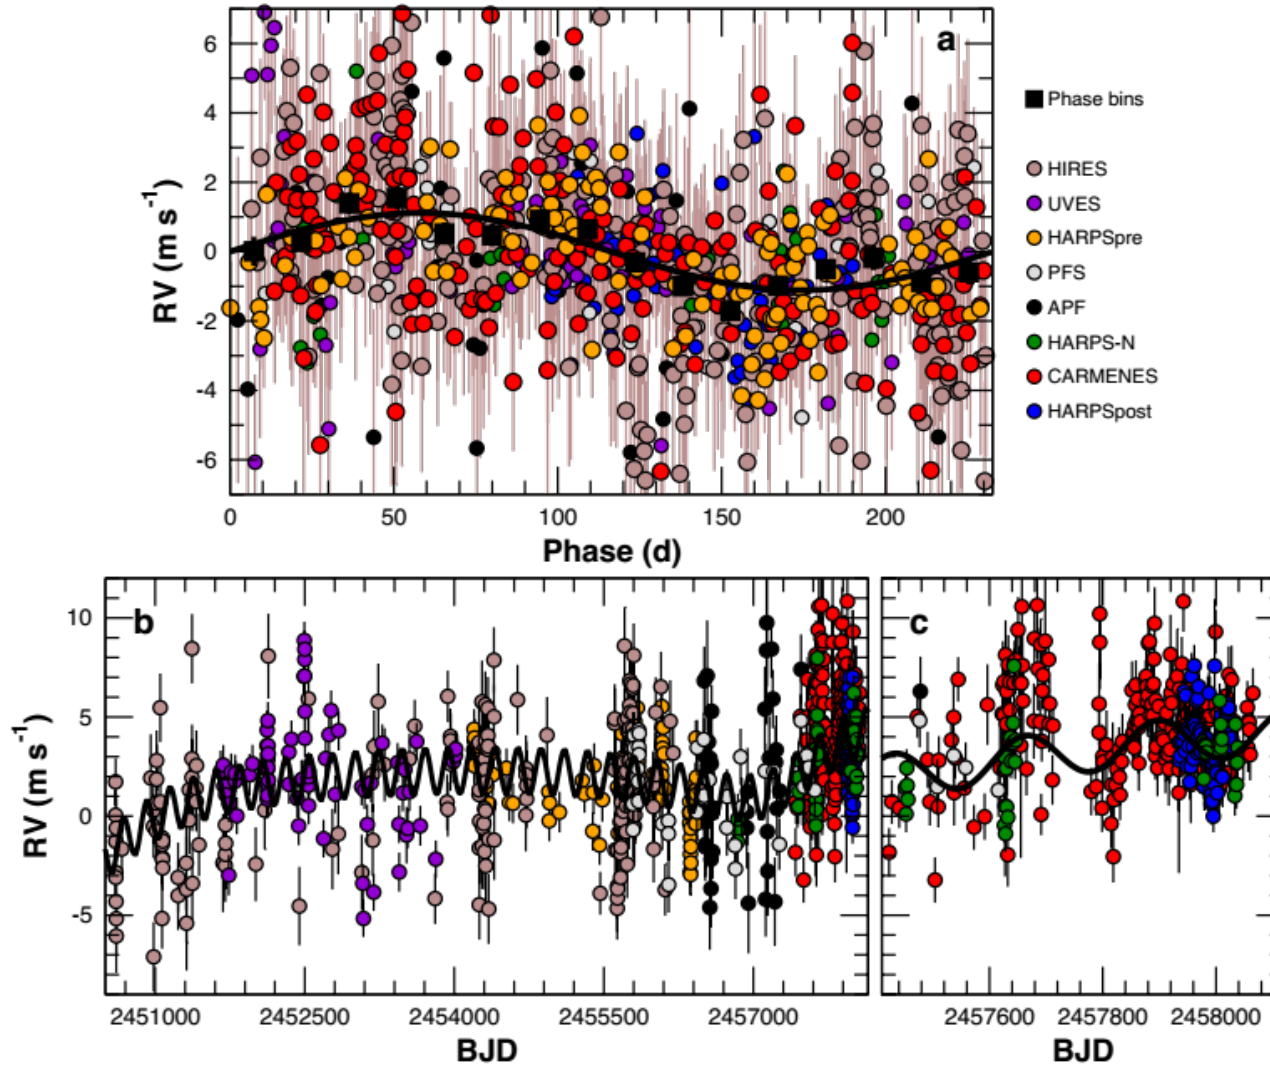 a
6
4
2
0
-2
-4
-6
RV (m s-1)
0 50 100 150 200
Phase (d)
Phase bins
HIRES
UVES
HARPSpre
PFS
APF
HARPS-N
CARMENES
HARPSpost
b
10
5
0
-5
RV (m s-1)
2451000 2452500 2454000 2455500 2457000
BJD
c
2457600 2457800 2458000
BJD